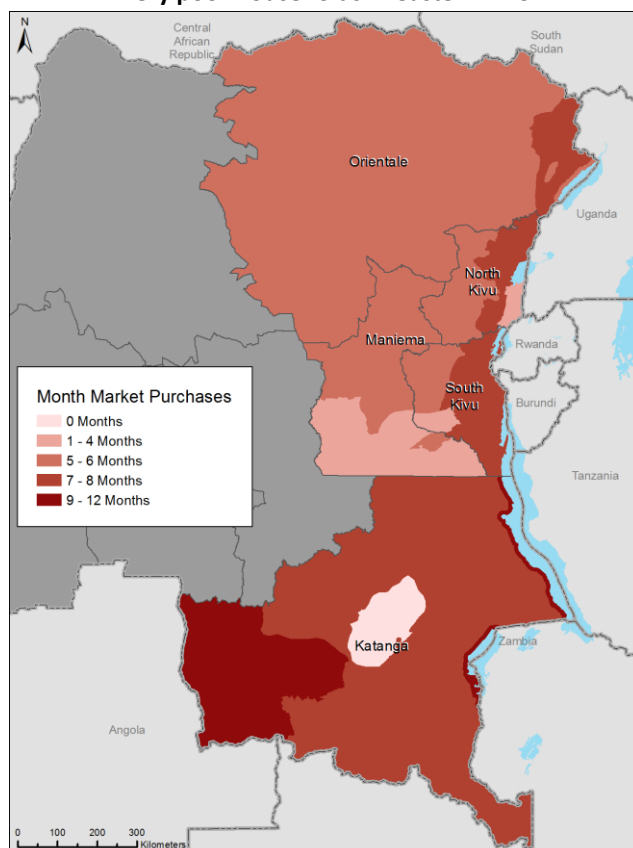 N
Central
African
Republic
South
Sudan
Orientale
Uganda
North
Kivu
Rwanda
Maniema
South
Kivu
Burundi
Month Market Purchases
0 Months
1 - 4 Months
5 - 6 Months
7 - 8 Months
9 - 12 Months
Tanzania
Katanga
Zambia
Angola
0 50 100 200 300
Kilometers